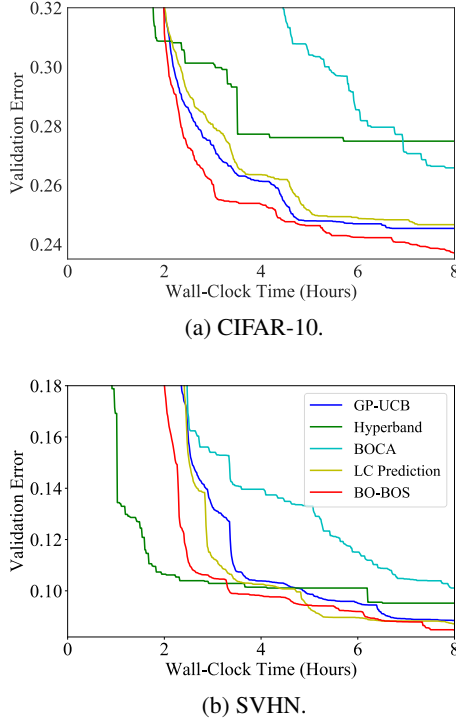 0.32
0.30
0.28
0.26
0.24
Validation Error
0 2 4 6 8
Wall-Clock Time (Hours)
(a) CIFAR-10.
0.18
0.16
0.14
0.12
0.10
Validation Error
GP-UCB
Hyperband
BOCA
LC Prediction
BO-BOS
0 2 4 6 8
Wall-Clock Time (Hours)
(b) SVHN.